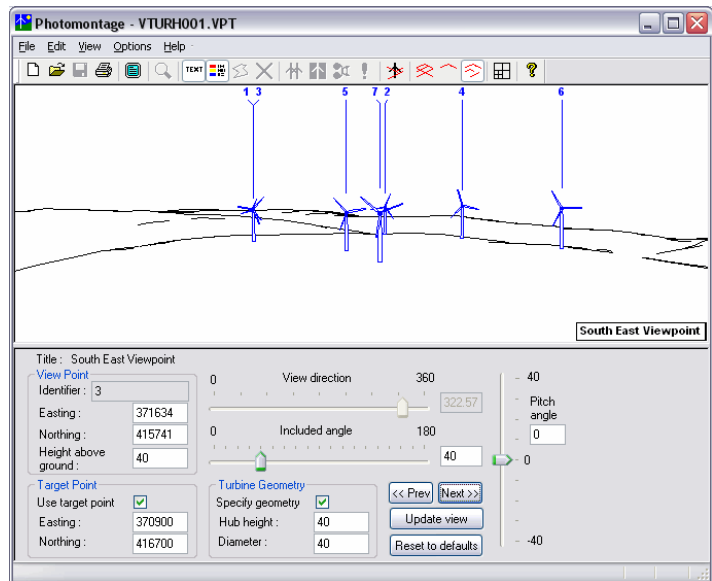 Photomontage - VTURH001.VPT
File Edit View Options Help
TEXT
1 3 5 7 2 4 6
South East Viewpoint
Title : South East Viewpoint
View Point
Identifier : 3
Easting : 371634
Northing : 415741
Height above
ground : 40
0 View direction 360
322.57
0 Included angle 180
40
40
Pitch
angle
0
0
-40
Target Point
Use target point
Easting : 370900
Northing : 416700
Turbine Geometry
Specify geometry
Hub height : 40
Diameter : 40
<< Prev Next >>
Update view
Reset to defaults